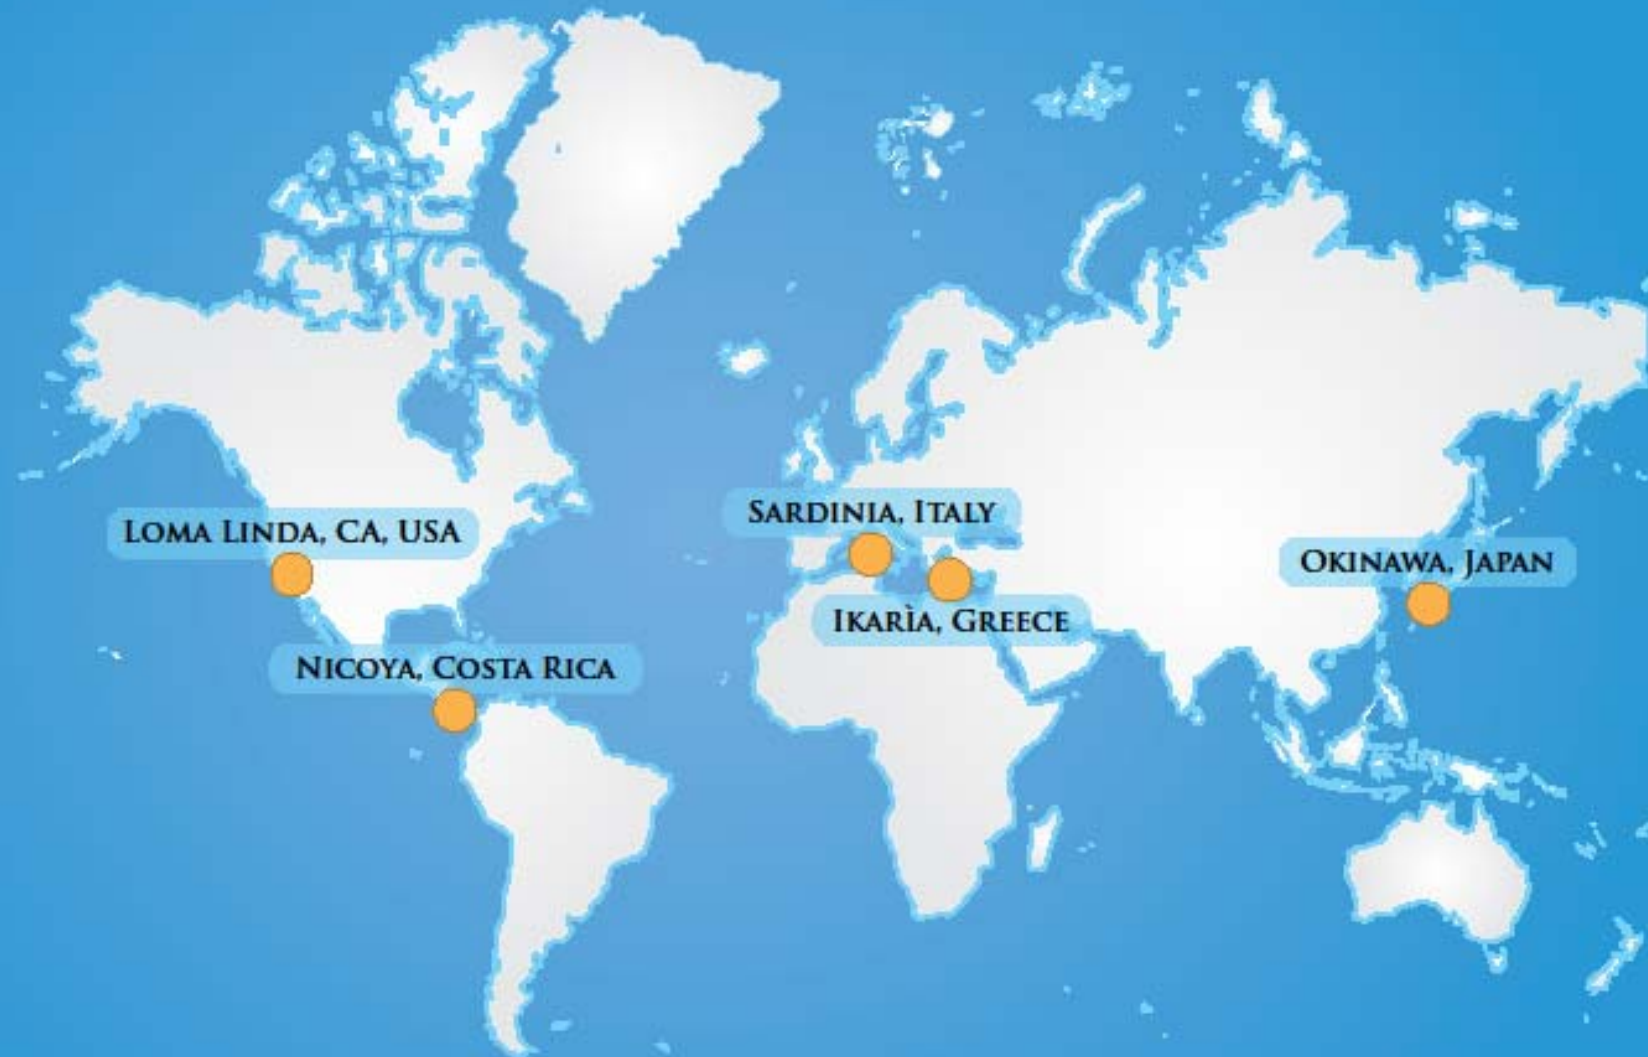 Loma Linda, CA, USA
Sardinia, Italy
Okinawa, Japan
Ikarìa, Greece
Nicoya, Costa Rica